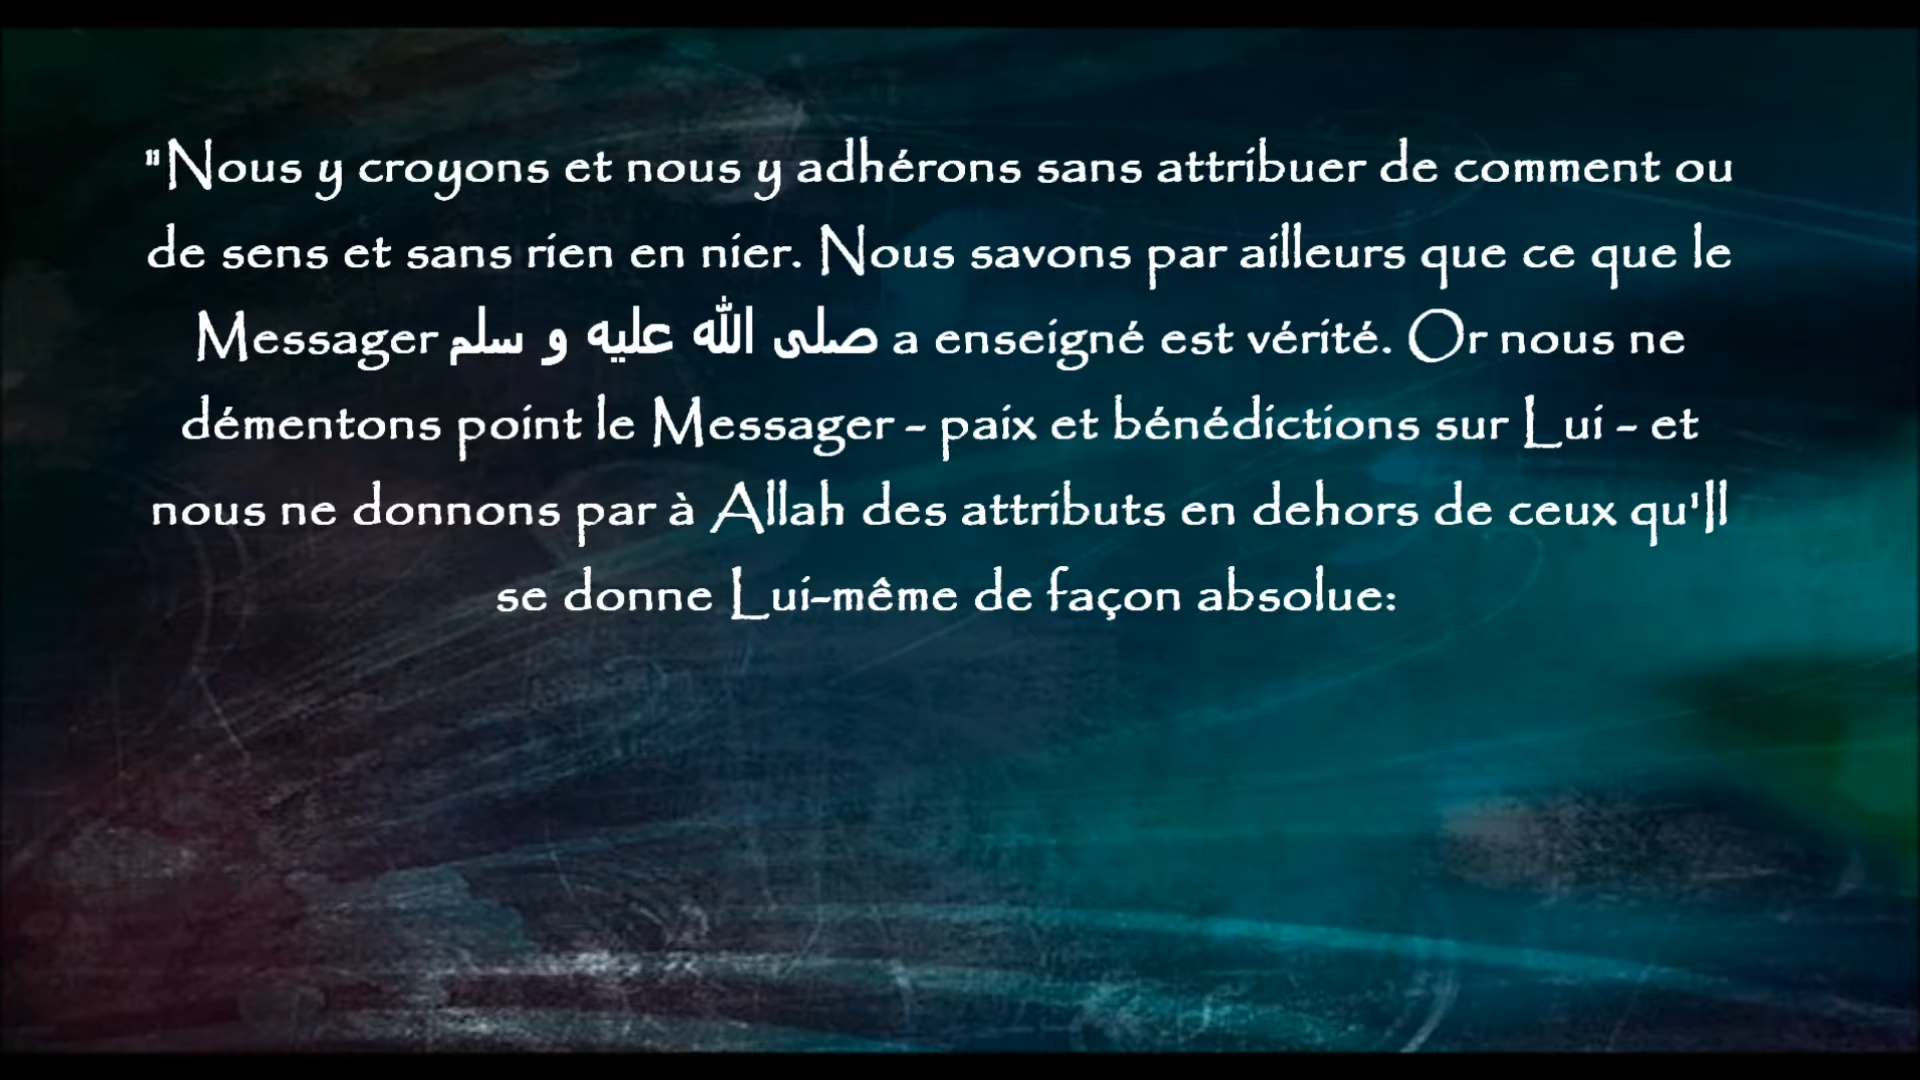 "Nous y croyons et nous y adhérons sans attribuer de comment ou
de sens et sans rien en nier. Nous savons par ailleurs que ce que le
Messager صلى الله عليه و سلم a enseigné est vérité. Or nous ne
démentons point le Messager - paix et bénédictions sur Lui - et
nous ne donnons par à Allah des attributs en dehors de ceux qu'Il
se donne Lui-même de façon absolue: